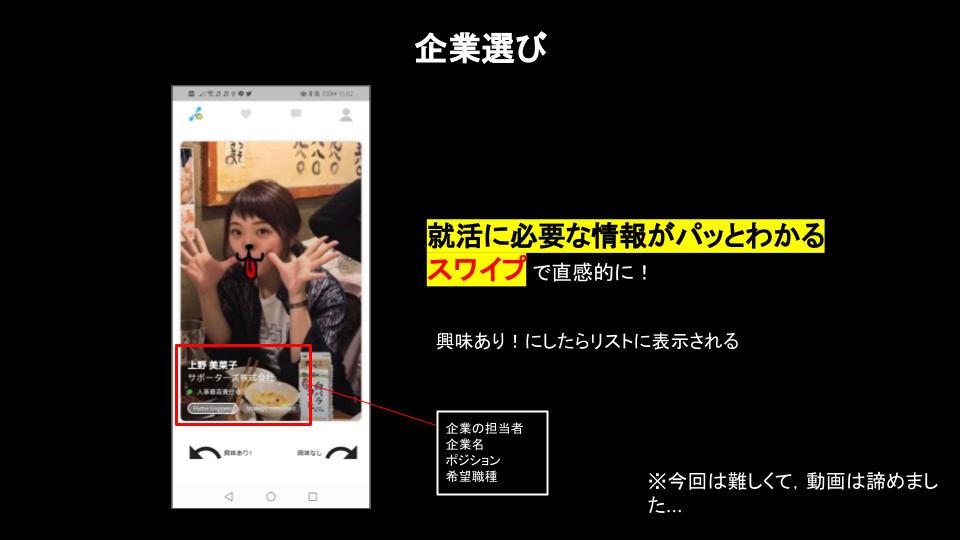 企業選び
就活に必要な情報がパッとわかる
スワイプ で直感的に！
興味あり！にしたらリストに表示される
上野 美菜子
サポーターズ株式会社
人事最高責任者
Flutter Engineer
Strategic consultant
興味あり! 興味なし
企業の担当者
企業名
ポジション
希望職種
※今回は難しくて, 動画は諦めまし
た...